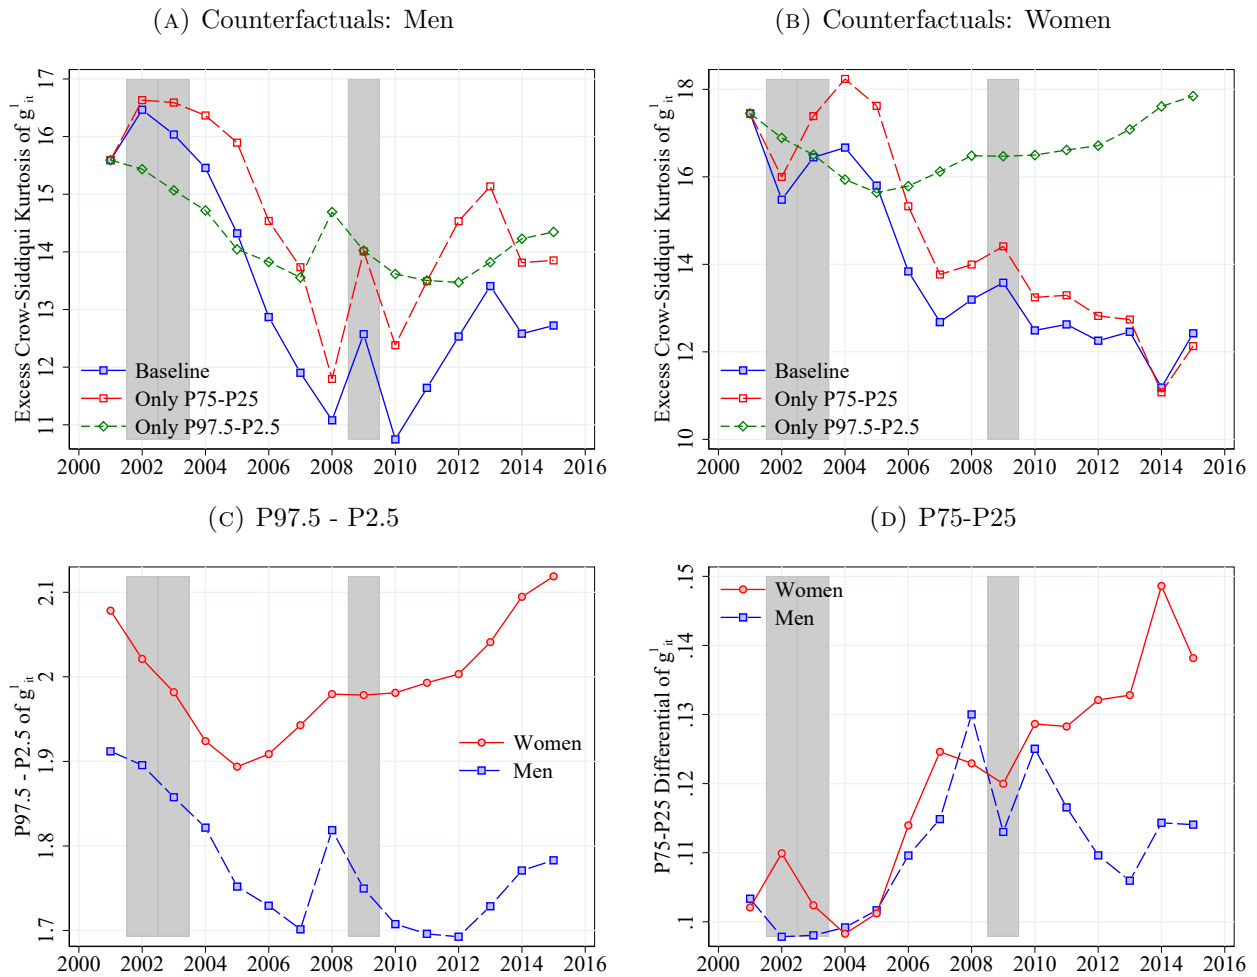 (A) Counterfactuals: Men
Excess Crow-Siddiqui Kurtosis of g¹ᵢₜ
17
16
15
14
13
12
11
Baseline
Only P75-P25
Only P97.5-P2.5
2000 2002 2004 2006 2008 2010 2012 2014 2016
(B) Counterfactuals: Women
Excess Crow-Siddiqui Kurtosis of g¹ᵢₜ
18
16
14
12
10
Baseline
Only P75-P25
Only P97.5-P2.5
2000 2002 2004 2006 2008 2010 2012 2014 2016
(C) P97.5 - P2.5
P97.5 - P2.5 of g¹ᵢₜ
2.1
2
1.9
1.8
1.7
Women
Men
2000 2002 2004 2006 2008 2010 2012 2014 2016
(D) P75-P25
P75-P25 Differential of g¹ᵢₜ
.15
.14
.13
.12
.11
.1
Women
Men
2000 2002 2004 2006 2008 2010 2012 2014 2016